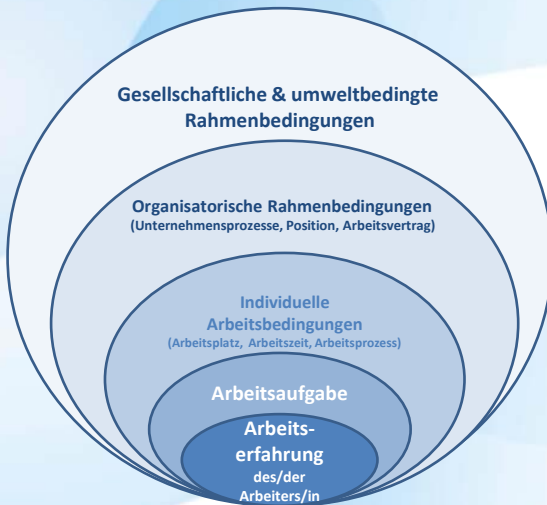 Gesellschaftliche & umweltbedingte
Rahmenbedingungen
Organisatorische Rahmenbedingungen
(Unternehmensprozesse, Position, Arbeitsvertrag)
Individuelle
Arbeitsbedingungen
(Arbeitsplatz, Arbeitszeit, Arbeitsprozess)
Arbeitsaufgabe
Arbeits-
erfahrung
des/der
Arbeiters/in